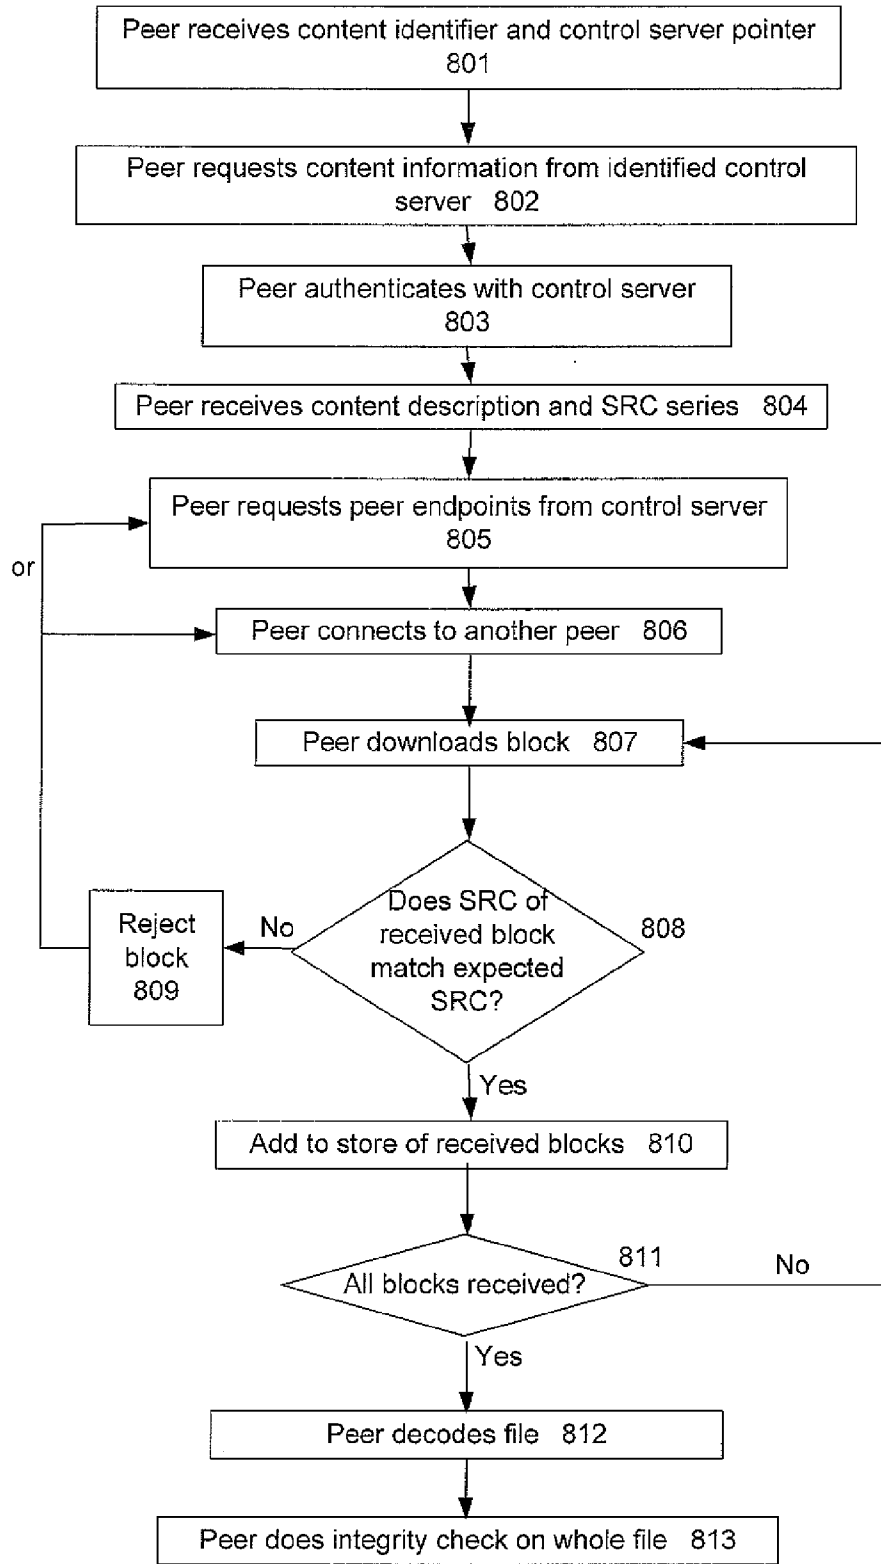 Peer receives content identifier and control server pointer
801
Peer requests content information from identified control
server 802
Peer authenticates with control server
803
Peer receives content description and SRC series 804
Peer requests peer endpoints from control server
805
or
Peer connects to another peer 806
Peer downloads block 807
Does SRC of
received block
match expected
SRC?
808
No
Reject
block
809
Yes
Add to store of received blocks 810
All blocks received?
811
No
Yes
Peer decodes file 812
Peer does integrity check on whole file 813